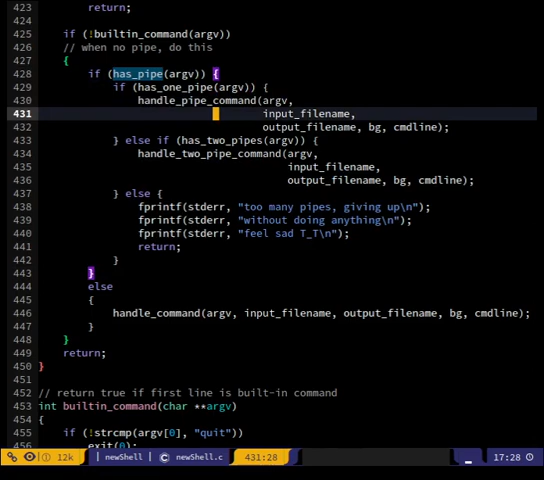 423 return;
424
425 if (!builtin_command(argv))
426 // when no pipe, do this
427 {
428 if (has_pipe(argv)) {
429 if (has_one_pipe(argv)) {
430 handle_pipe_command(argv,
431 input_filename,
432 output_filename, bg, cmdline);
433 } else if (has_two_pipes(argv)) {
434 handle_two_pipe_command(argv,
435 input_filename,
436 output_filename, bg, cmdline);
437 } else {
438 fprintf(stderr, "too many pipes, giving up\n");
439 fprintf(stderr, "without doing anything\n");
440 fprintf(stderr, "feel sad T_T\n");
441 return;
442 }
443 }
444 else
445 {
446 handle_command(argv, input_filename, output_filename, bg, cmdline);
447 }
448 }
449 return;
450 }
451
452 // return true if first line is built-in command
453 int builtin_command(char **argv)
454 {
455 if (!strcmp(argv[0], "quit"))
456 exit(0);
12k | newShell | newShell.c 431:28 17:28